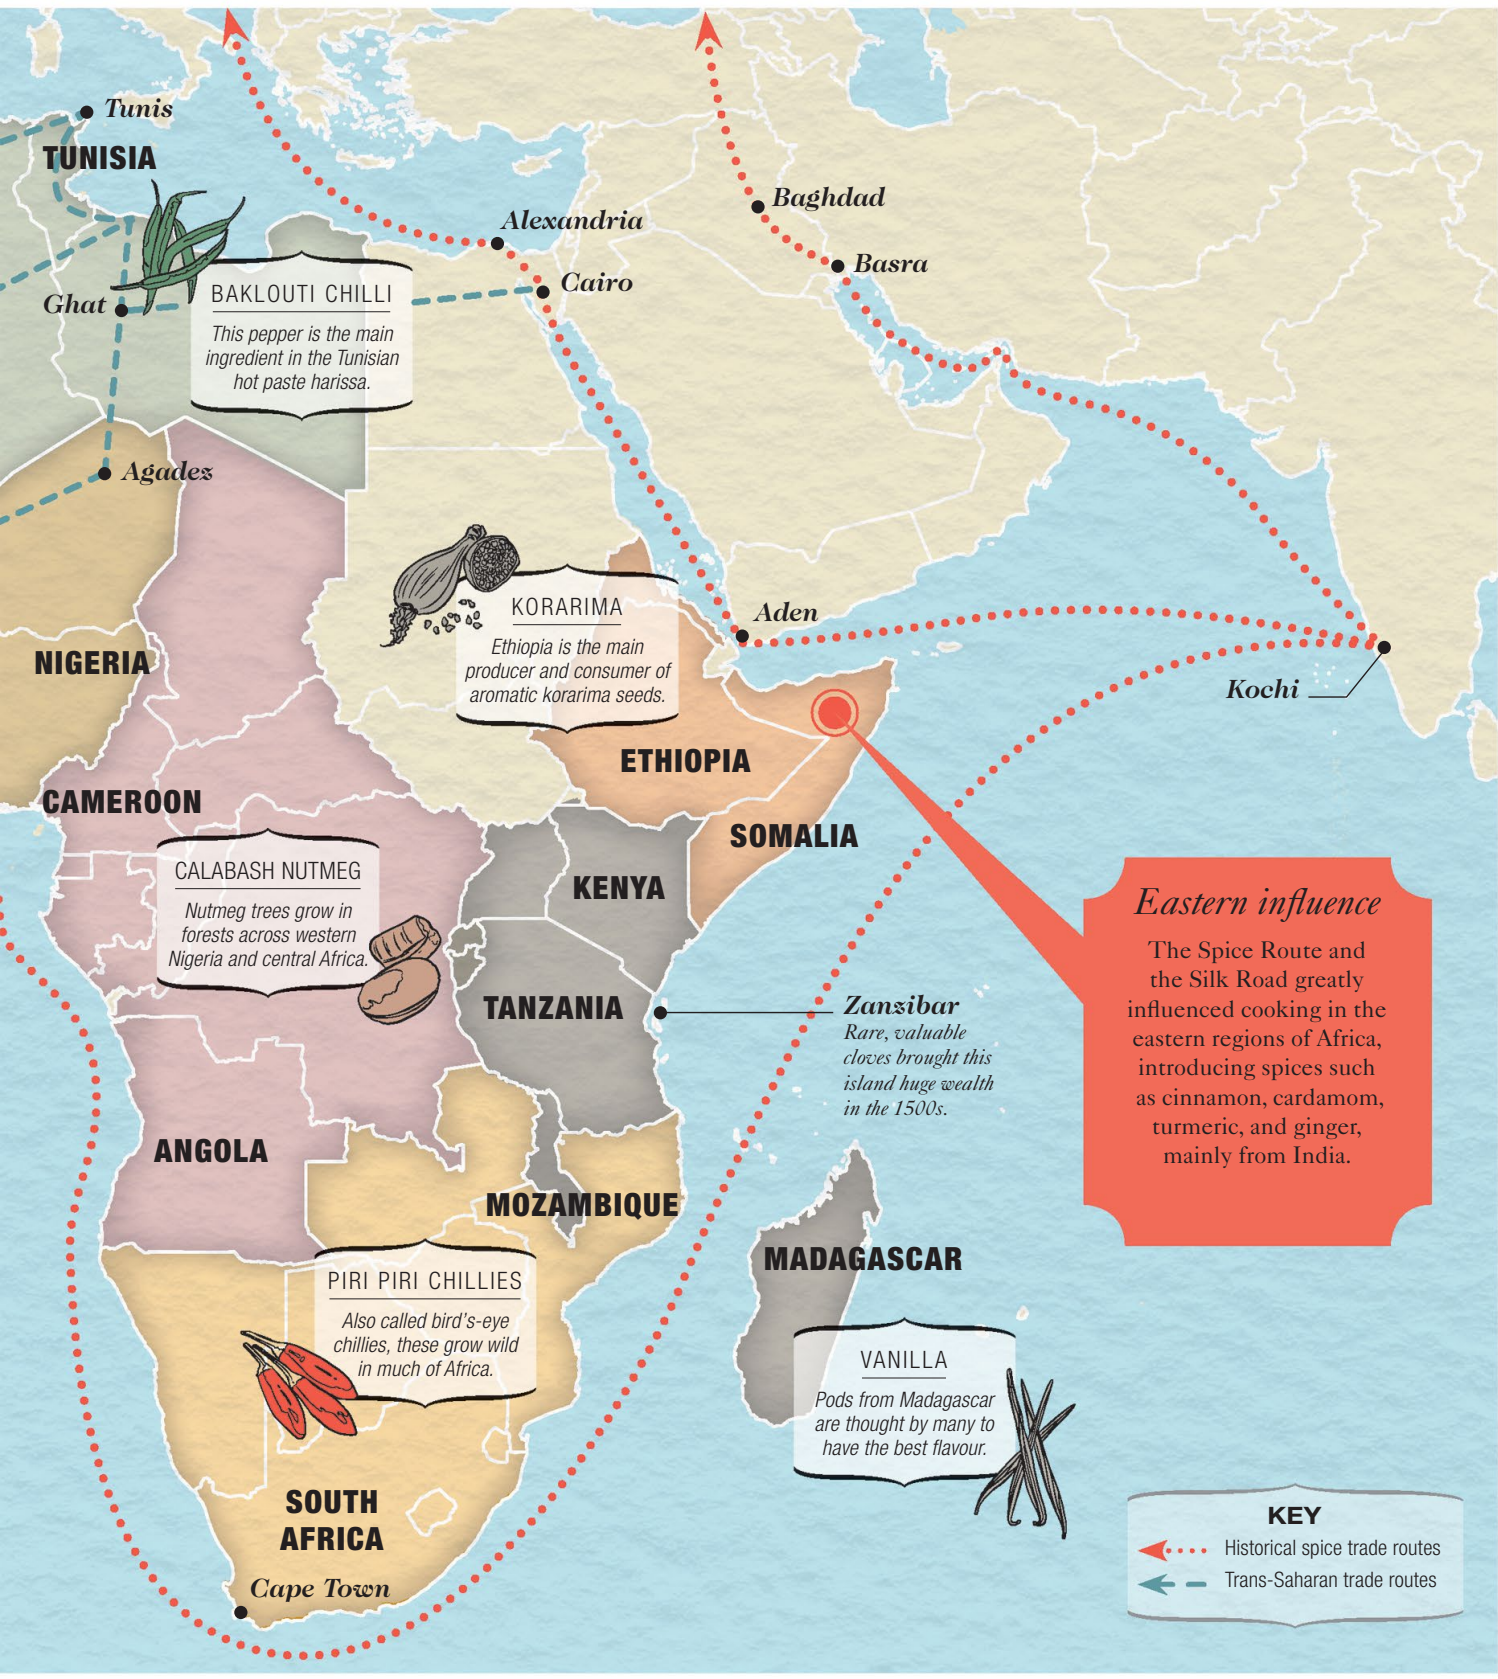 Tunis
TUNISIA
Alexandria
Baghdad
Basra
Cairo
Ghat
BAKLOUTI CHILLI
This pepper is the main
ingredient in the Tunisian
hot paste harissa.
Agadez
KORARIMA
Ethiopia is the main
producer and consumer of
aromatic korarima seeds.
Aden
NIGERIA
Kochi
ETHIOPIA
CAMEROON
SOMALIA
CALABASH NUTMEG
Nutmeg trees grow in
forests across western
Nigeria and central Africa.
KENYA
TANZANIA
Zanzibar
Rare, valuable
cloves brought this
island huge wealth
in the 1500s.
Eastern influence
The Spice Route and
the Silk Road greatly
influenced cooking in the
eastern regions of Africa,
introducing spices such
as cinnamon, cardamom,
turmeric, and ginger,
mainly from India.
ANGOLA
MOZAMBIQUE
MADAGASCAR
PIRI PIRI CHILLIES
Also called bird's-eye
chillies, these grow wild
in much of Africa.
VANILLA
Pods from Madagascar
are thought by many to
have the best flavour.
SOUTH
AFRICA
Cape Town
KEY
Historical spice trade routes
Trans-Saharan trade routes